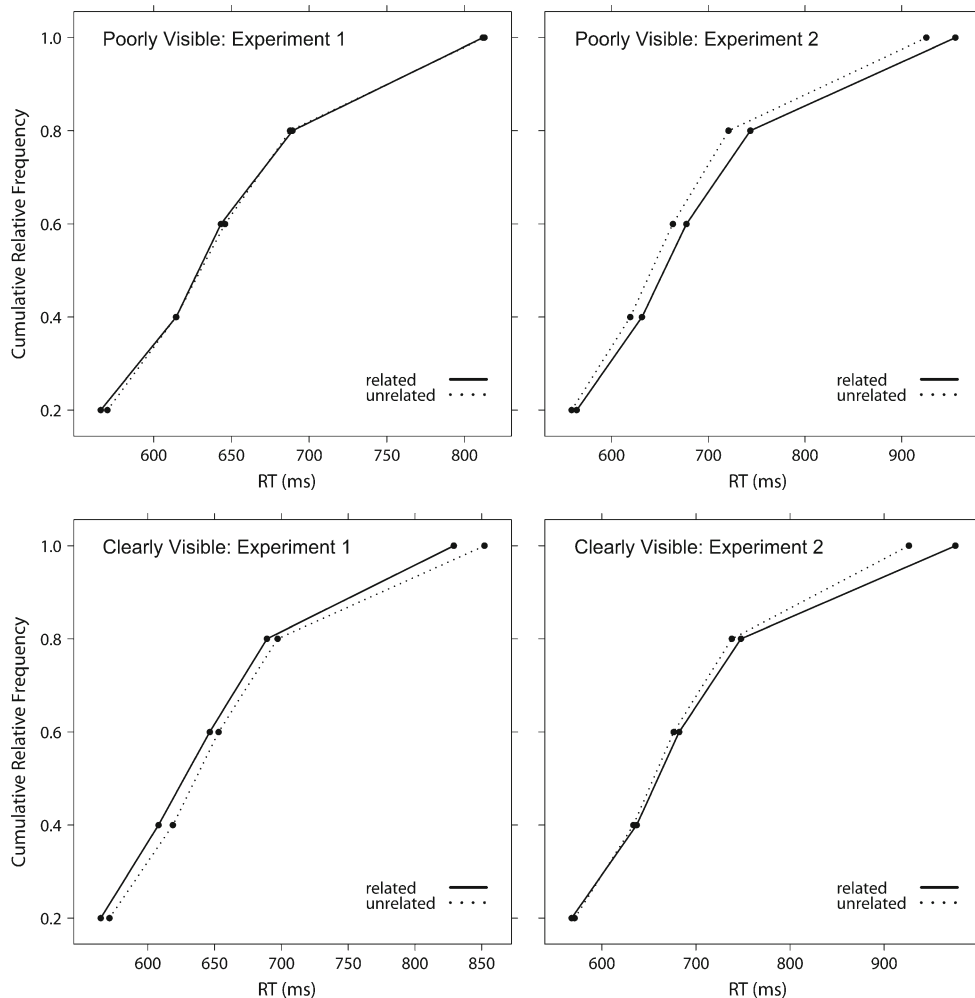 Poorly Visible: Experiment 1
Cumulative Relative Frequency
1.0
0.8
0.6
0.4
0.2
related
unrelated
600
650
700
750
800
RT (ms)
Poorly Visible: Experiment 2
related
unrelated
600
700
800
900
RT (ms)
Clearly Visible: Experiment 1
Cumulative Relative Frequency
1.0
0.8
0.6
0.4
0.2
related
unrelated
600
650
700
750
800
850
RT (ms)
Clearly Visible: Experiment 2
related
unrelated
600
700
800
900
RT (ms)